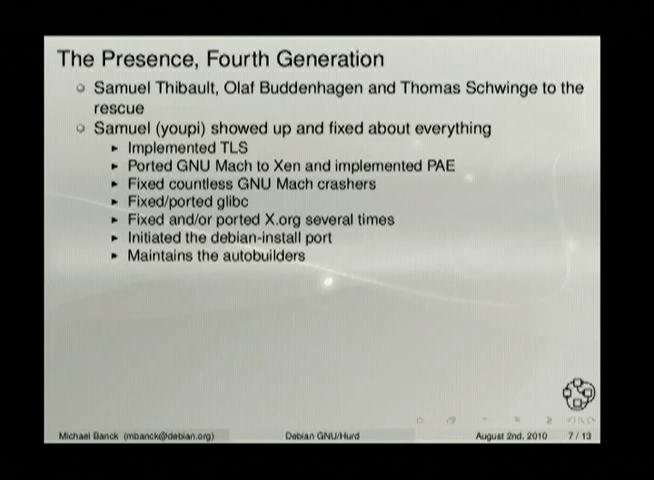 The Presence, Fourth Generation
Samuel Thibault, Olaf Buddenhagen and Thomas Schwinge to the
rescue
Samuel (youpi) showed up and fixed about everything
Implemented TLS
Ported GNU Mach to Xen and implemented PAE
Fixed countless GNU Mach crashers
Fixed/ported glibc
Fixed and/or ported X.org several times
Initiated the debian-install port
Maintains the autobuilders
Michael Banck (mbanck@debian.org) Debian GNU/Hurd August 2nd, 2010 7 / 13